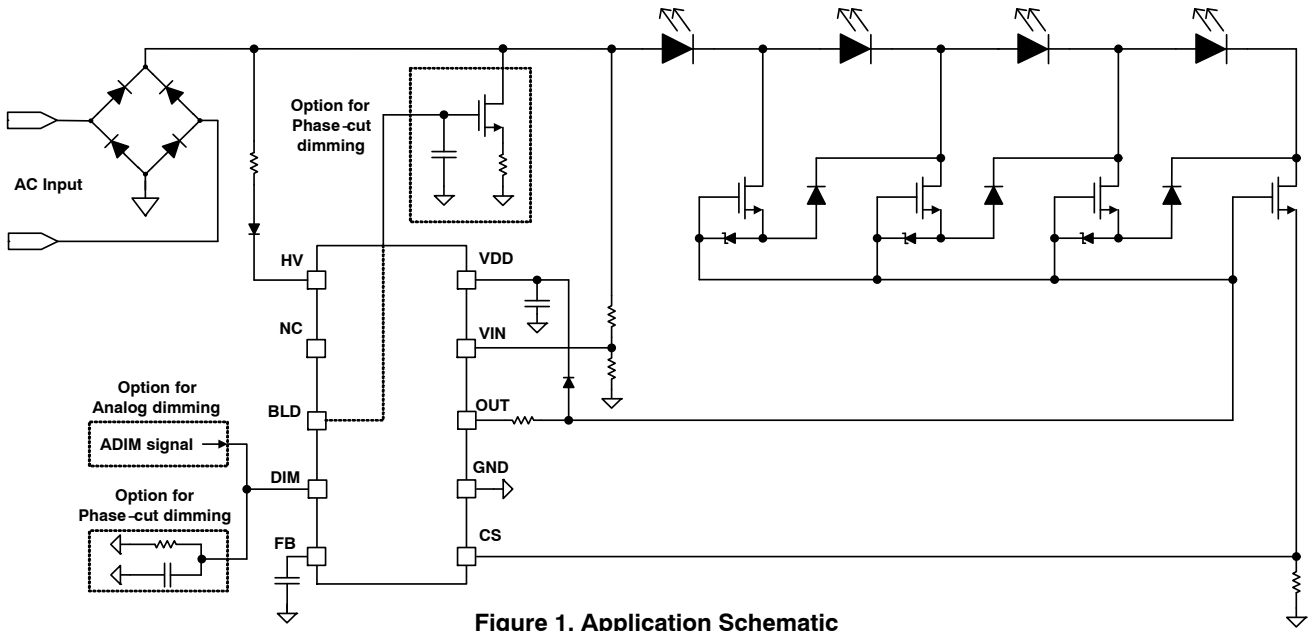 Option for
Phase-cut
dimming
AC Input
HV
VDD
NC
VIN
Option for
Analog dimming
BLD
OUT
ADIM signal
DIM
GND
Option for
Phase-cut dimming
FB
CS
Figure 1. Application Schematic